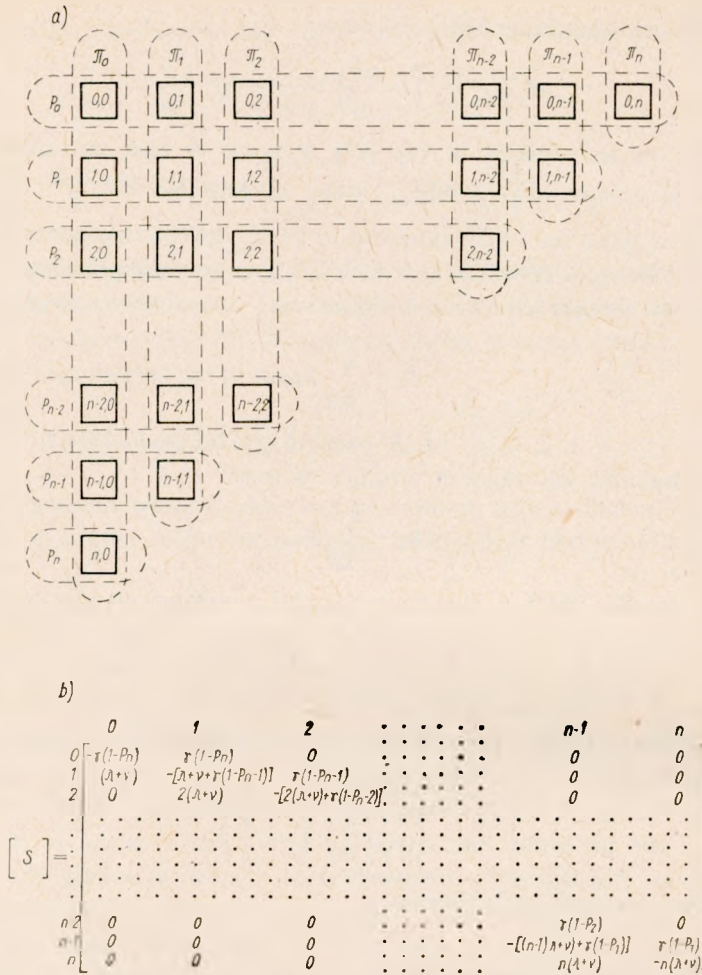 a)
π₀ π₁ π₂ πₙ₋₂ πₙ₋₁ πₙ
P₀ 0,0 0,1 0,2 0,n-2 0,n-1 0,n
P₁ 1,0 1,1 1,2 1,n-2 1,n-1
P₂ 2,0 2,1 2,2 2,n-2
Pₙ₋₂ n-2,0 n-2,1 n-2,2
Pₙ₋₁ n-1,0 n-1,1
Pₙ n,0
b)
0 1 2 n-1 n
0 -γ(1-Pn) γ(1-Pn) 0 0 0
1 (λ+ν) -[λ+ν+γ(1-Pn-1)] γ(1-Pn-1) 0 0
2 0 2(λ+ν) -[2(λ+ν)+γ(1-Pn-2)] 0 0
[S]=
n-2 0 0 0 γ(1-P₂) 0
n-1 0 0 0 -[(n-1)λ+ν)+γ(1-P₁)] γ(1-P₁)
n 0 0 0 n(λ+ν) -n(λ+ν)